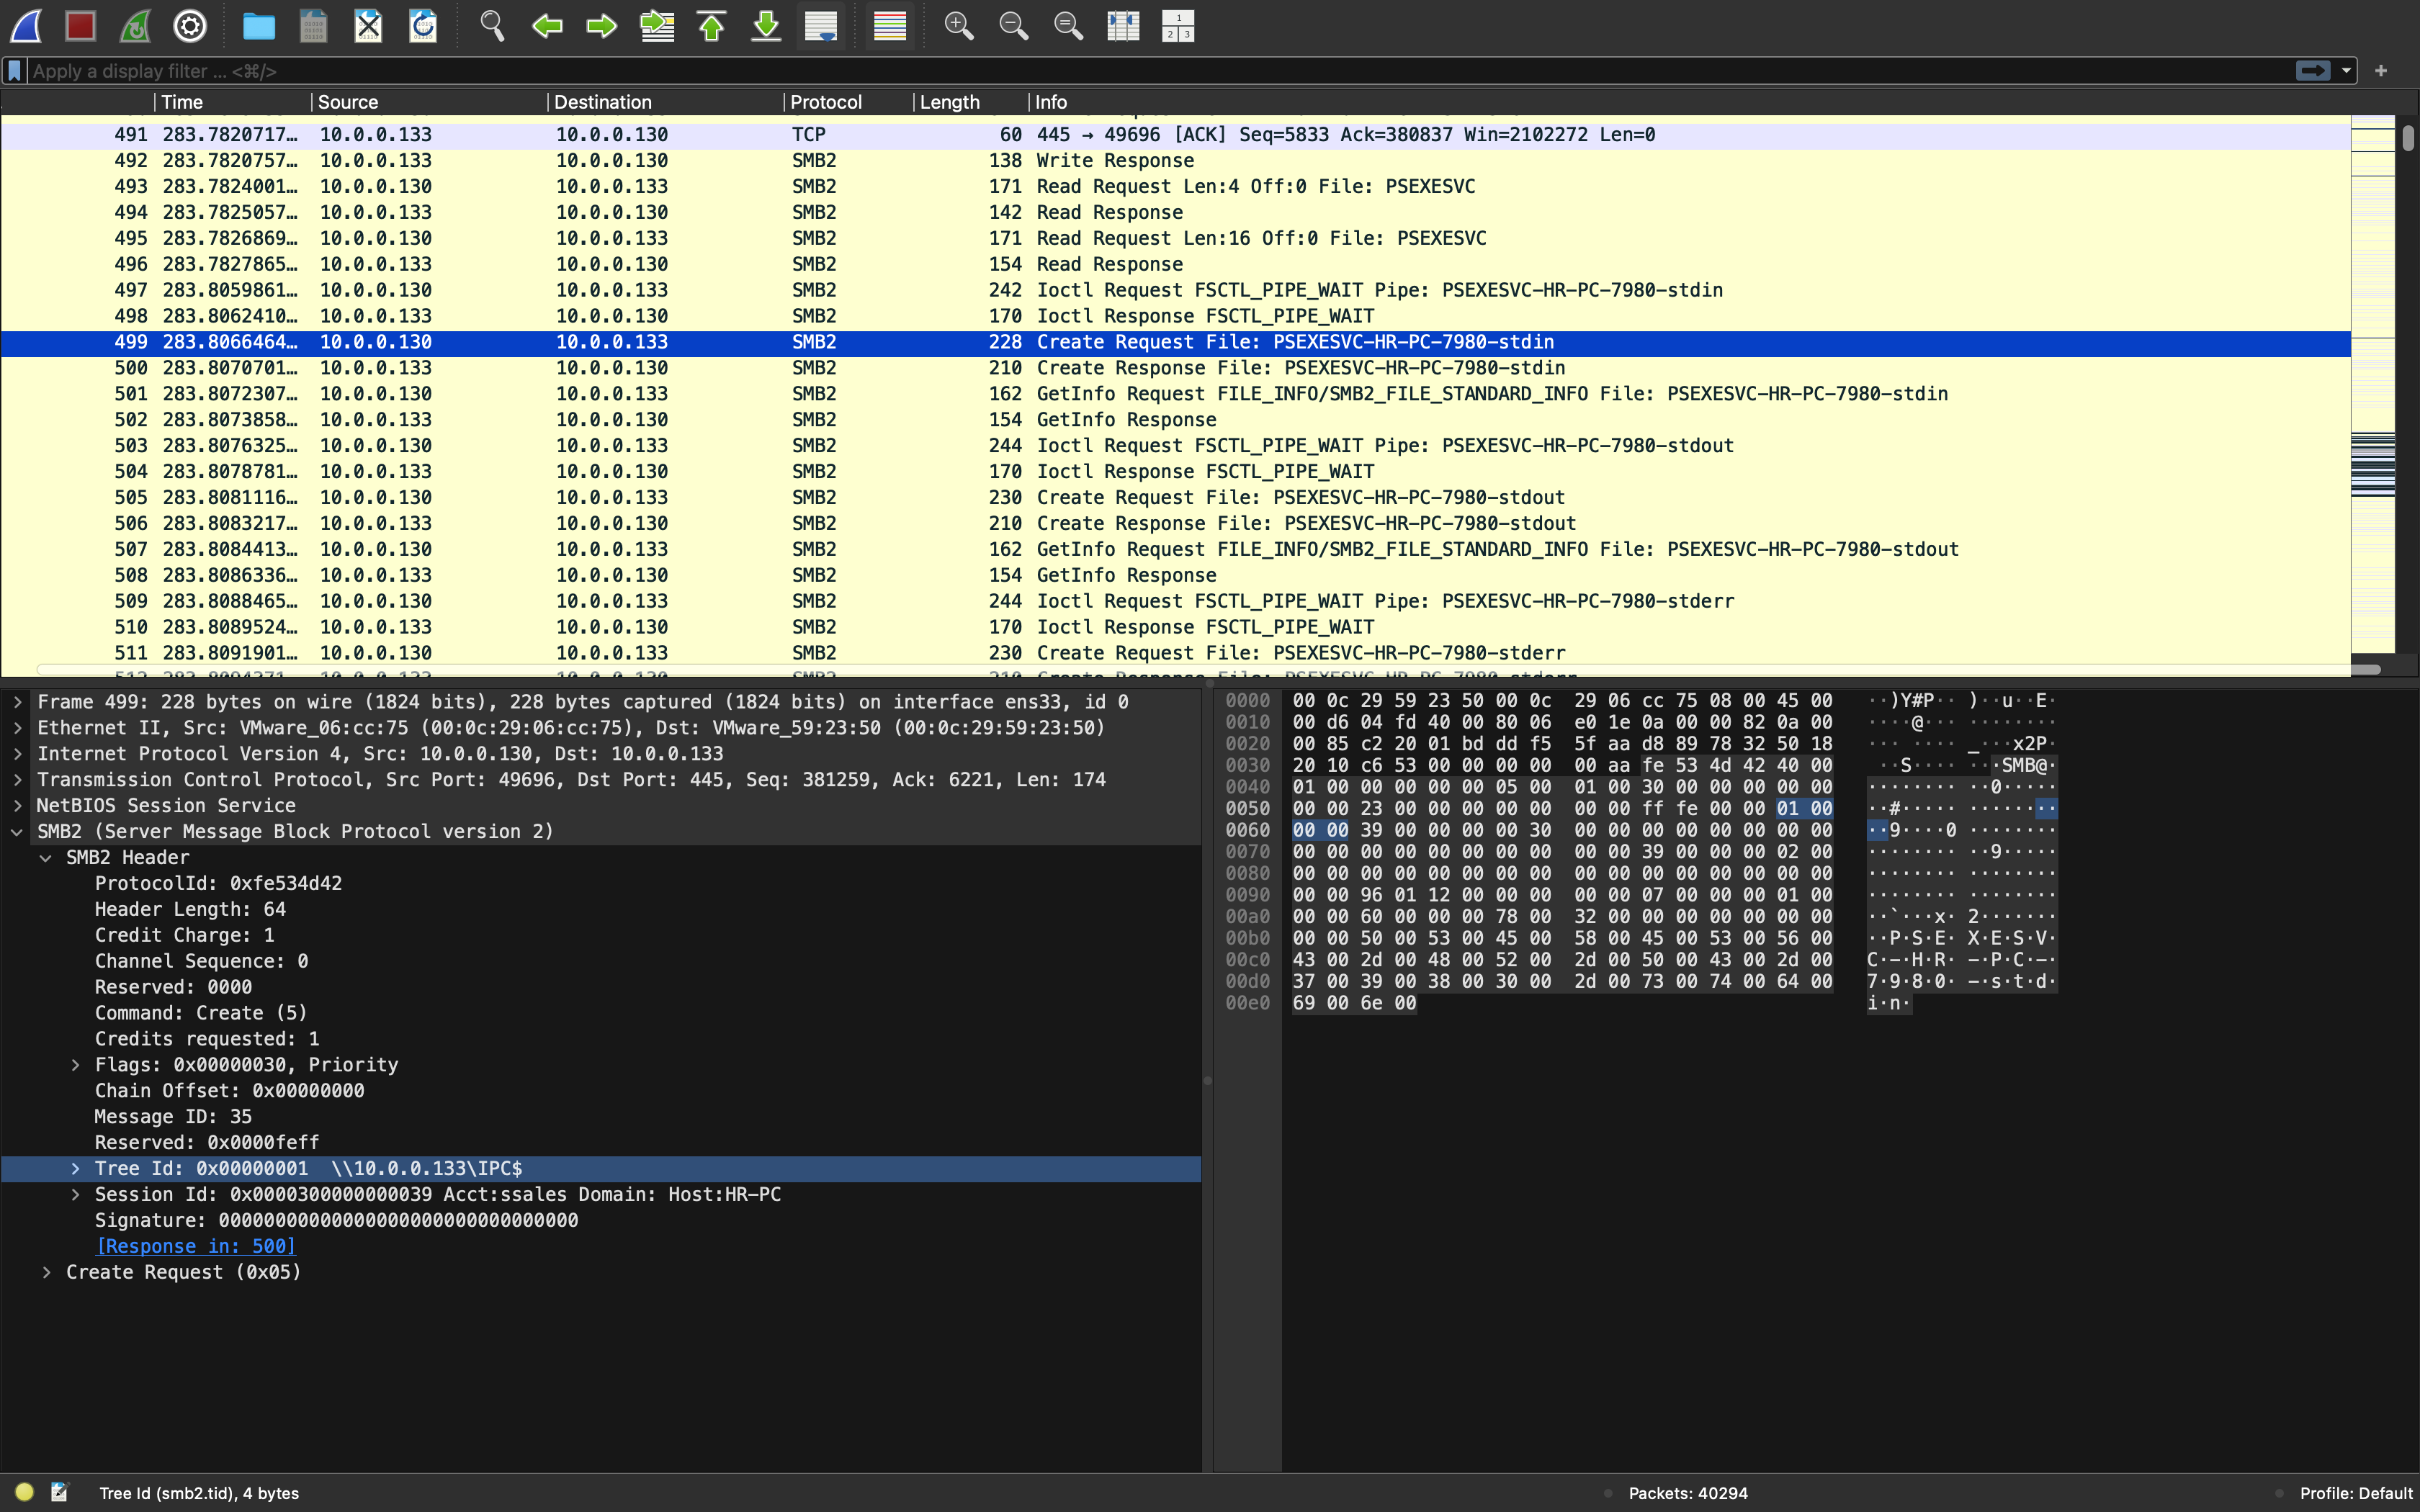 Apply a display filter ... <⌘/>
Time Source Destination Protocol Length Info
491 283.7820717… 10.0.0.133 10.0.0.130 TCP 60 445 → 49696 [ACK] Seq=5833 Ack=380837 Win=2102272 Len=0
492 283.7820757… 10.0.0.133 10.0.0.130 SMB2 138 Write Response
493 283.7824001… 10.0.0.130 10.0.0.133 SMB2 171 Read Request Len:4 Off:0 File: PSEXESVC
494 283.7825057… 10.0.0.133 10.0.0.130 SMB2 142 Read Response
495 283.7826869… 10.0.0.130 10.0.0.133 SMB2 171 Read Request Len:16 Off:0 File: PSEXESVC
496 283.7827865… 10.0.0.133 10.0.0.130 SMB2 154 Read Response
497 283.8059861… 10.0.0.130 10.0.0.133 SMB2 242 Ioctl Request FSCTL_PIPE_WAIT Pipe: PSEXESVC-HR-PC-7980-stdin
498 283.8062410… 10.0.0.133 10.0.0.130 SMB2 170 Ioctl Response FSCTL_PIPE_WAIT
499 283.8066464… 10.0.0.130 10.0.0.133 SMB2 228 Create Request File: PSEXESVC-HR-PC-7980-stdin
500 283.8070701… 10.0.0.133 10.0.0.130 SMB2 210 Create Response File: PSEXESVC-HR-PC-7980-stdin
501 283.8072307… 10.0.0.130 10.0.0.133 SMB2 162 GetInfo Request FILE_INFO/SMB2_FILE_STANDARD_INFO File: PSEXESVC-HR-PC-7980-stdin
502 283.8073858… 10.0.0.133 10.0.0.130 SMB2 154 GetInfo Response
503 283.8076325… 10.0.0.130 10.0.0.133 SMB2 244 Ioctl Request FSCTL_PIPE_WAIT Pipe: PSEXESVC-HR-PC-7980-stdout
504 283.8078781… 10.0.0.133 10.0.0.130 SMB2 170 Ioctl Response FSCTL_PIPE_WAIT
505 283.8081116… 10.0.0.130 10.0.0.133 SMB2 230 Create Request File: PSEXESVC-HR-PC-7980-stdout
506 283.8083217… 10.0.0.133 10.0.0.130 SMB2 210 Create Response File: PSEXESVC-HR-PC-7980-stdout
507 283.8084413… 10.0.0.130 10.0.0.133 SMB2 162 GetInfo Request FILE_INFO/SMB2_FILE_STANDARD_INFO File: PSEXESVC-HR-PC-7980-stdout
508 283.8086336… 10.0.0.133 10.0.0.130 SMB2 154 GetInfo Response
509 283.8088465… 10.0.0.130 10.0.0.133 SMB2 244 Ioctl Request FSCTL_PIPE_WAIT Pipe: PSEXESVC-HR-PC-7980-stderr
510 283.8089524… 10.0.0.133 10.0.0.130 SMB2 170 Ioctl Response FSCTL_PIPE_WAIT
511 283.8091901… 10.0.0.130 10.0.0.133 SMB2 230 Create Request File: PSEXESVC-HR-PC-7980-stderr
Frame 499: 228 bytes on wire (1824 bits), 228 bytes captured (1824 bits) on interface ens33, id 0
Ethernet II, Src: VMware_06:cc:75 (00:0c:29:06:cc:75), Dst: VMware_59:23:50 (00:0c:29:59:23:50)
Internet Protocol Version 4, Src: 10.0.0.130, Dst: 10.0.0.133
Transmission Control Protocol, Src Port: 49696, Dst Port: 445, Seq: 381259, Ack: 6221, Len: 174
NetBIOS Session Service
SMB2 (Server Message Block Protocol version 2)
SMB2 Header
ProtocolId: 0xfe534d42
Header Length: 64
Credit Charge: 1
Channel Sequence: 0
Reserved: 0000
Command: Create (5)
Credits requested: 1
Flags: 0x00000030, Priority
Chain Offset: 0x00000000
Message ID: 35
Reserved: 0x0000feff
Tree Id: 0x00000001 \\10.0.0.133\IPC$
Session Id: 0x0000300000000039 Acct:ssales Domain: Host:HR-PC
Signature: 00000000000000000000000000000000
[Response in: 500]
Create Request (0x05)
0000 00 0c 29 59 23 50 00 0c 29 06 cc 75 08 00 45 00 ··)Y#P·· )··u··E·
0010 00 d6 04 fd 40 00 80 06 e0 1e 0a 00 00 82 0a 00 ····@··· ········
0020 00 85 c2 20 01 bd dd f5 5f aa d8 89 78 32 50 18 ··· ···· _···x2P·
0030 20 10 c6 53 00 00 00 00 00 aa fe 53 4d 42 40 00  ··S···· ···SMB@·
0040 01 00 00 00 00 00 05 00 01 00 30 00 00 00 00 00 ········ ··0·····
0050 00 00 23 00 00 00 00 00 00 00 ff fe 00 00 01 00 ··#····· ········
0060 00 00 39 00 00 00 00 30 00 00 00 00 00 00 00 00 ··9····0 ········
0070 00 00 00 00 00 00 00 00 00 00 39 00 00 00 02 00 ········ ··9·····
0080 00 00 00 00 00 00 00 00 00 00 00 00 00 00 00 00 ········ ········
0090 00 00 96 01 12 00 00 00 00 00 07 00 00 00 01 00 ········ ········
00a0 00 00 60 00 00 00 78 00 32 00 00 00 00 00 00 00 ··`···x· 2·······
00b0 00 00 50 00 53 00 45 00 58 00 45 00 53 00 56 00 ··P·S·E· X·E·S·V·
00c0 43 00 2d 00 48 00 52 00 2d 00 50 00 43 00 2d 00 C·-·H·R· -·P·C·-·
00d0 37 00 39 00 38 00 30 00 2d 00 73 00 74 00 64 00 7·9·8·0· -·s·t·d·
00e0 69 00 6e 00 i·n·
Tree Id (smb2.tid), 4 bytes
Packets: 40294
Profile: Default